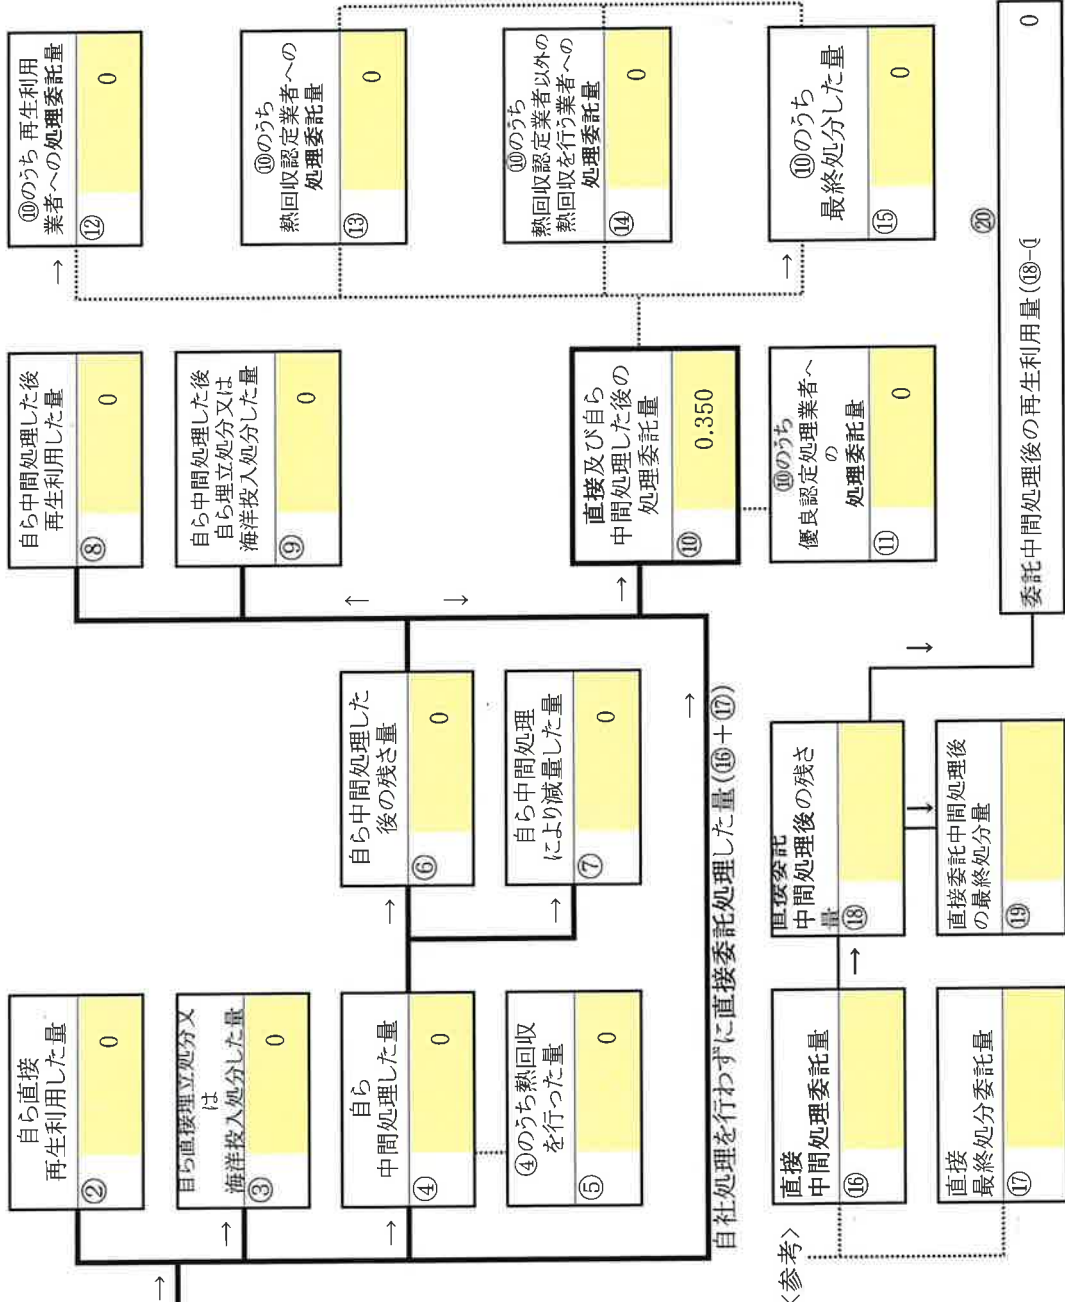 自ら直接
再生利用した量
② 0
自ら直接埋立処分又
は
海洋投入処分した量
③ 0
自ら
中間処理した量
④ 0
④のうち熱回収
を行った量
⑤ 0
自ら中間処理した
後の残さ量
⑥ 0
自ら中間処理
により減量した量
⑦ 0
自ら中間処理した後
再生利用した量
⑧ 0
自ら中間処理した後
自ら埋立処分又は
海洋投入処分した量
⑨ 0
直接及び自ら
中間処理した後の
処理委託量
⑩ 0.350
⑩のうち
優良認定処理業者へ
の
処理委託量
⑪ 0
⑩のうち 再生利用
業者への処理委託量
⑫ 0
⑩のうち
熱回収認定業者への
処理委託量
⑬ 0
⑩のうち
熱回収認定業者以外の
熱回収を行う業者への
処理委託量
⑭ 0
⑩のうち
最終処分した量
⑮ 0
自社処理を行わずに直接委託処理した量(⑯+⑰)
<参考>
直接
中間処理委託量
⑯
直接
最終処分委託量
⑰
直接委託
中間処理後の残さ
量
⑱
直接委託中間処理後
の最終処分量
⑲
⑳
委託中間処理後の再生利用量(⑱-
0